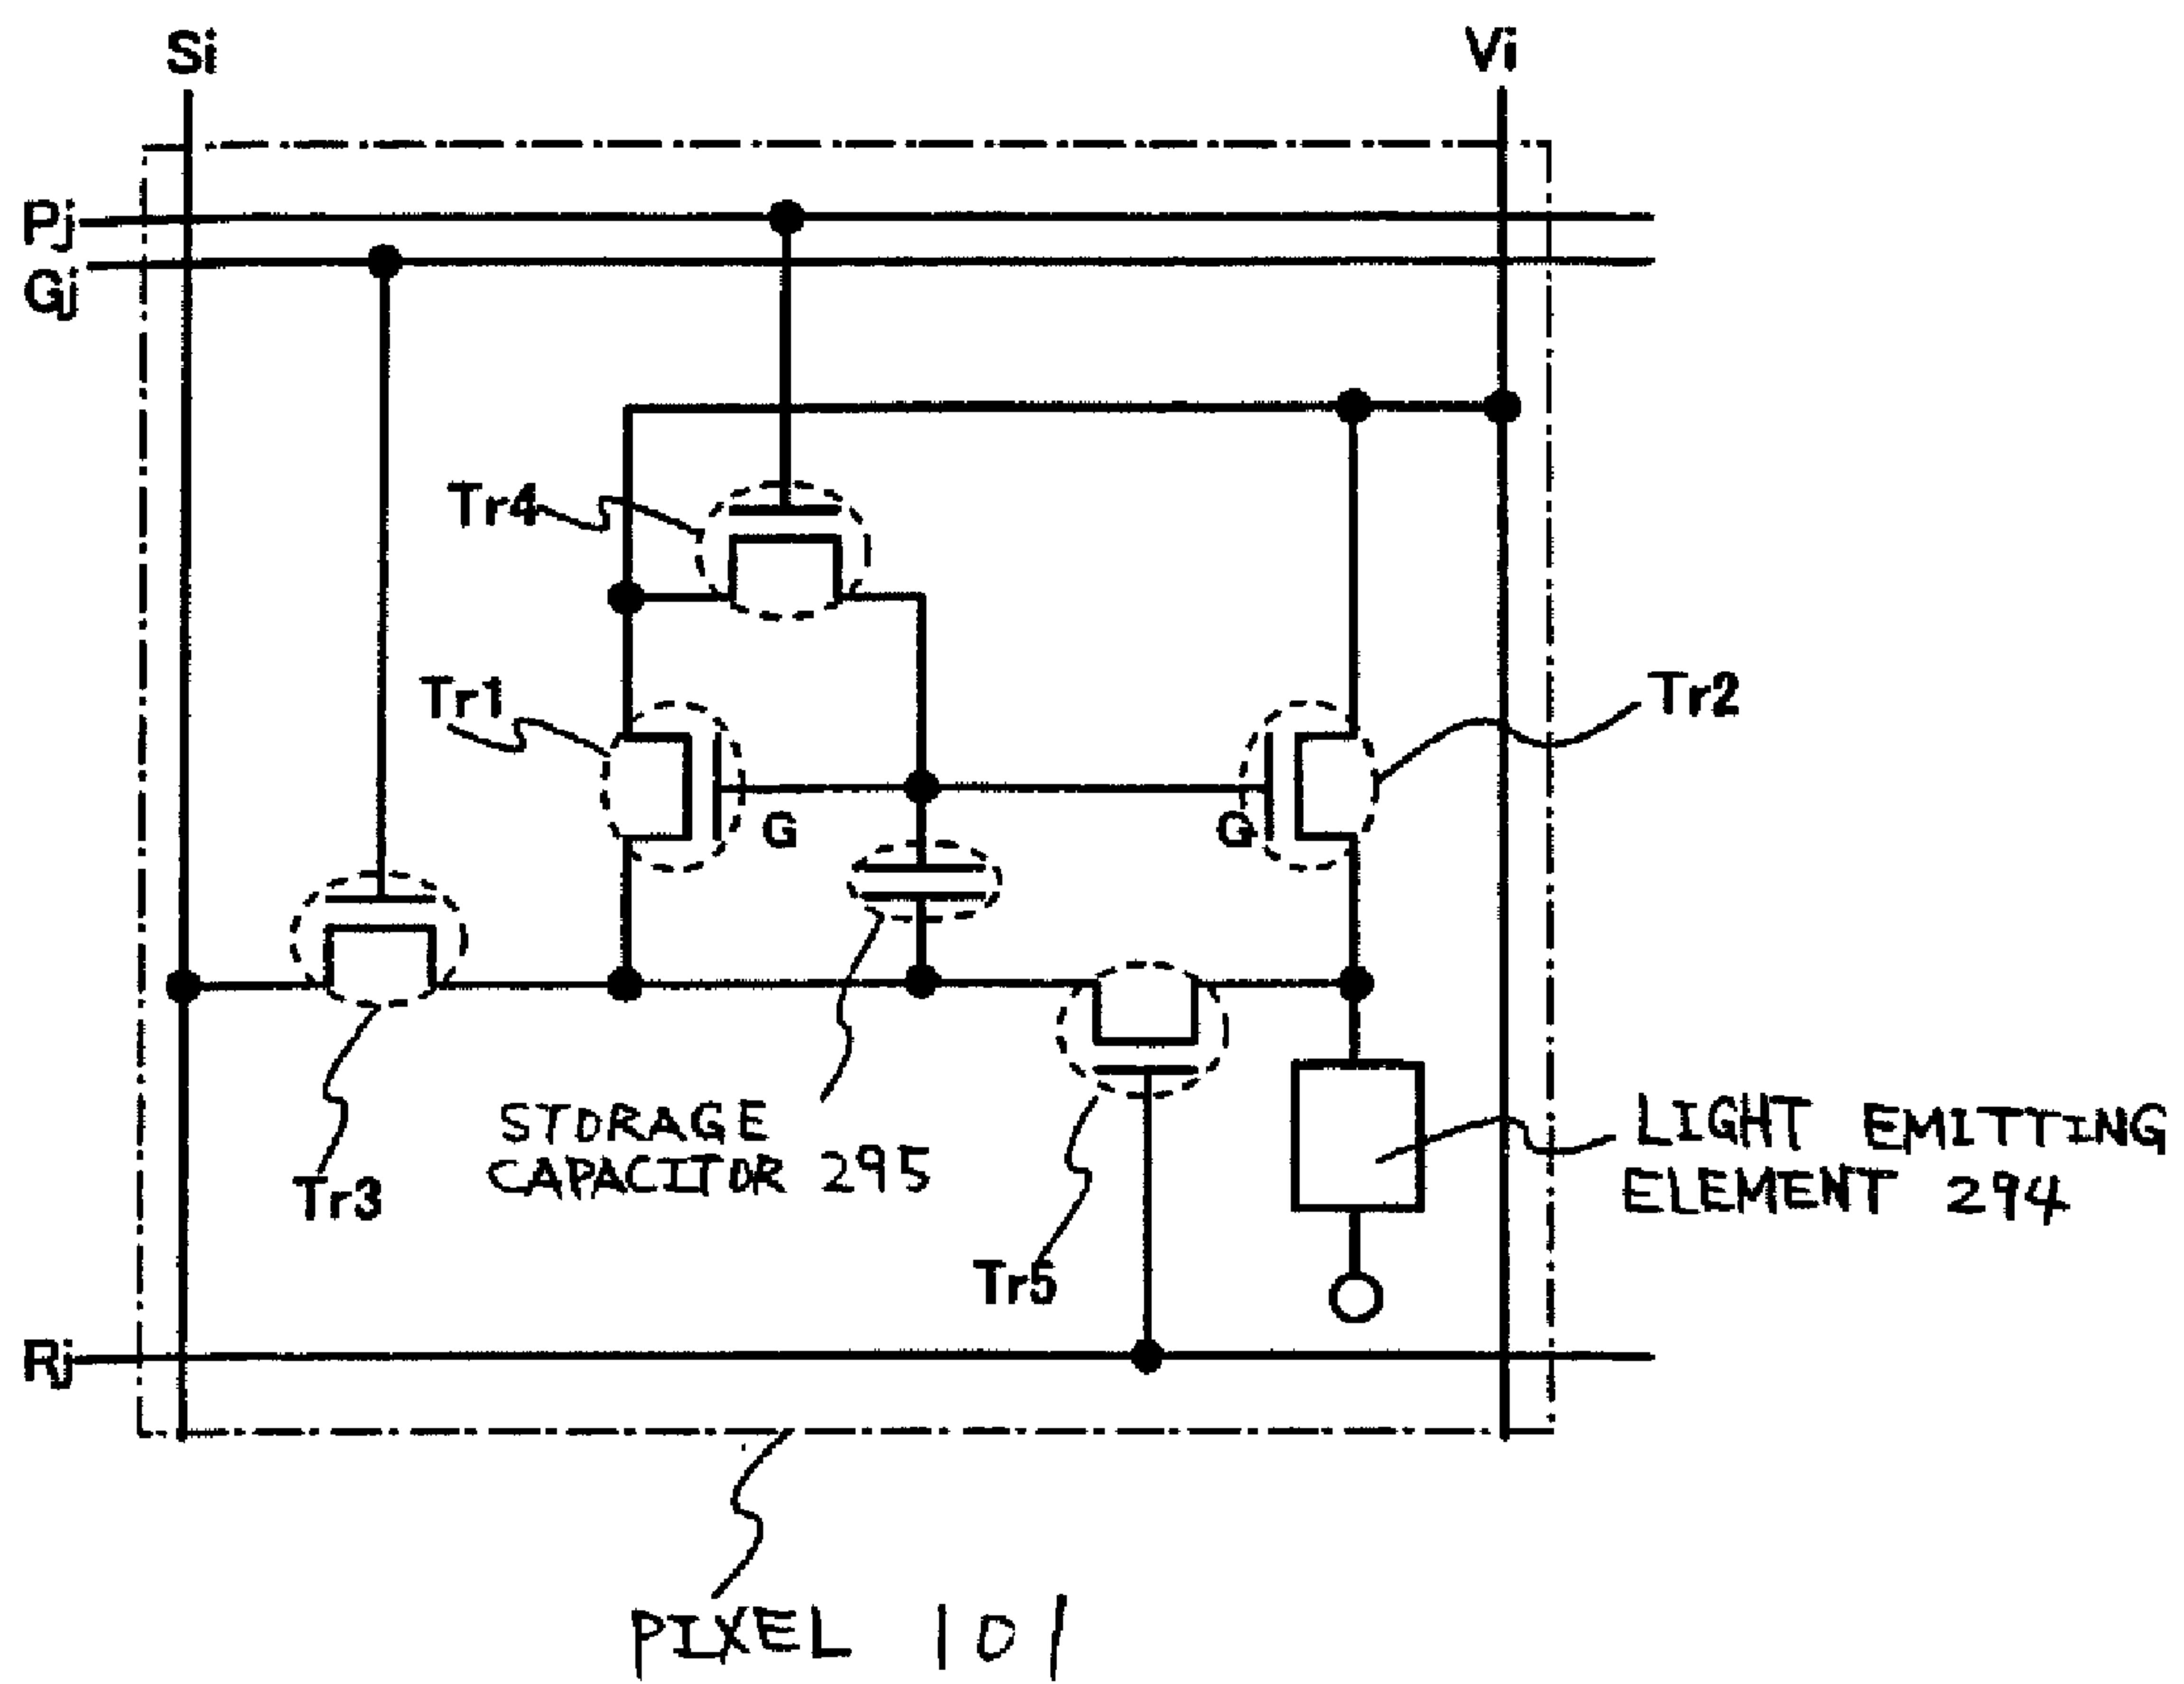 Si
Vi
Pj
Gj
Tr4
Tr1
Tr2
G
G
STORAGE
CAPACITOR 295
LIGHT EMITTING
ELEMENT 294
Tr3
Tr5
Rj
PIXEL 101